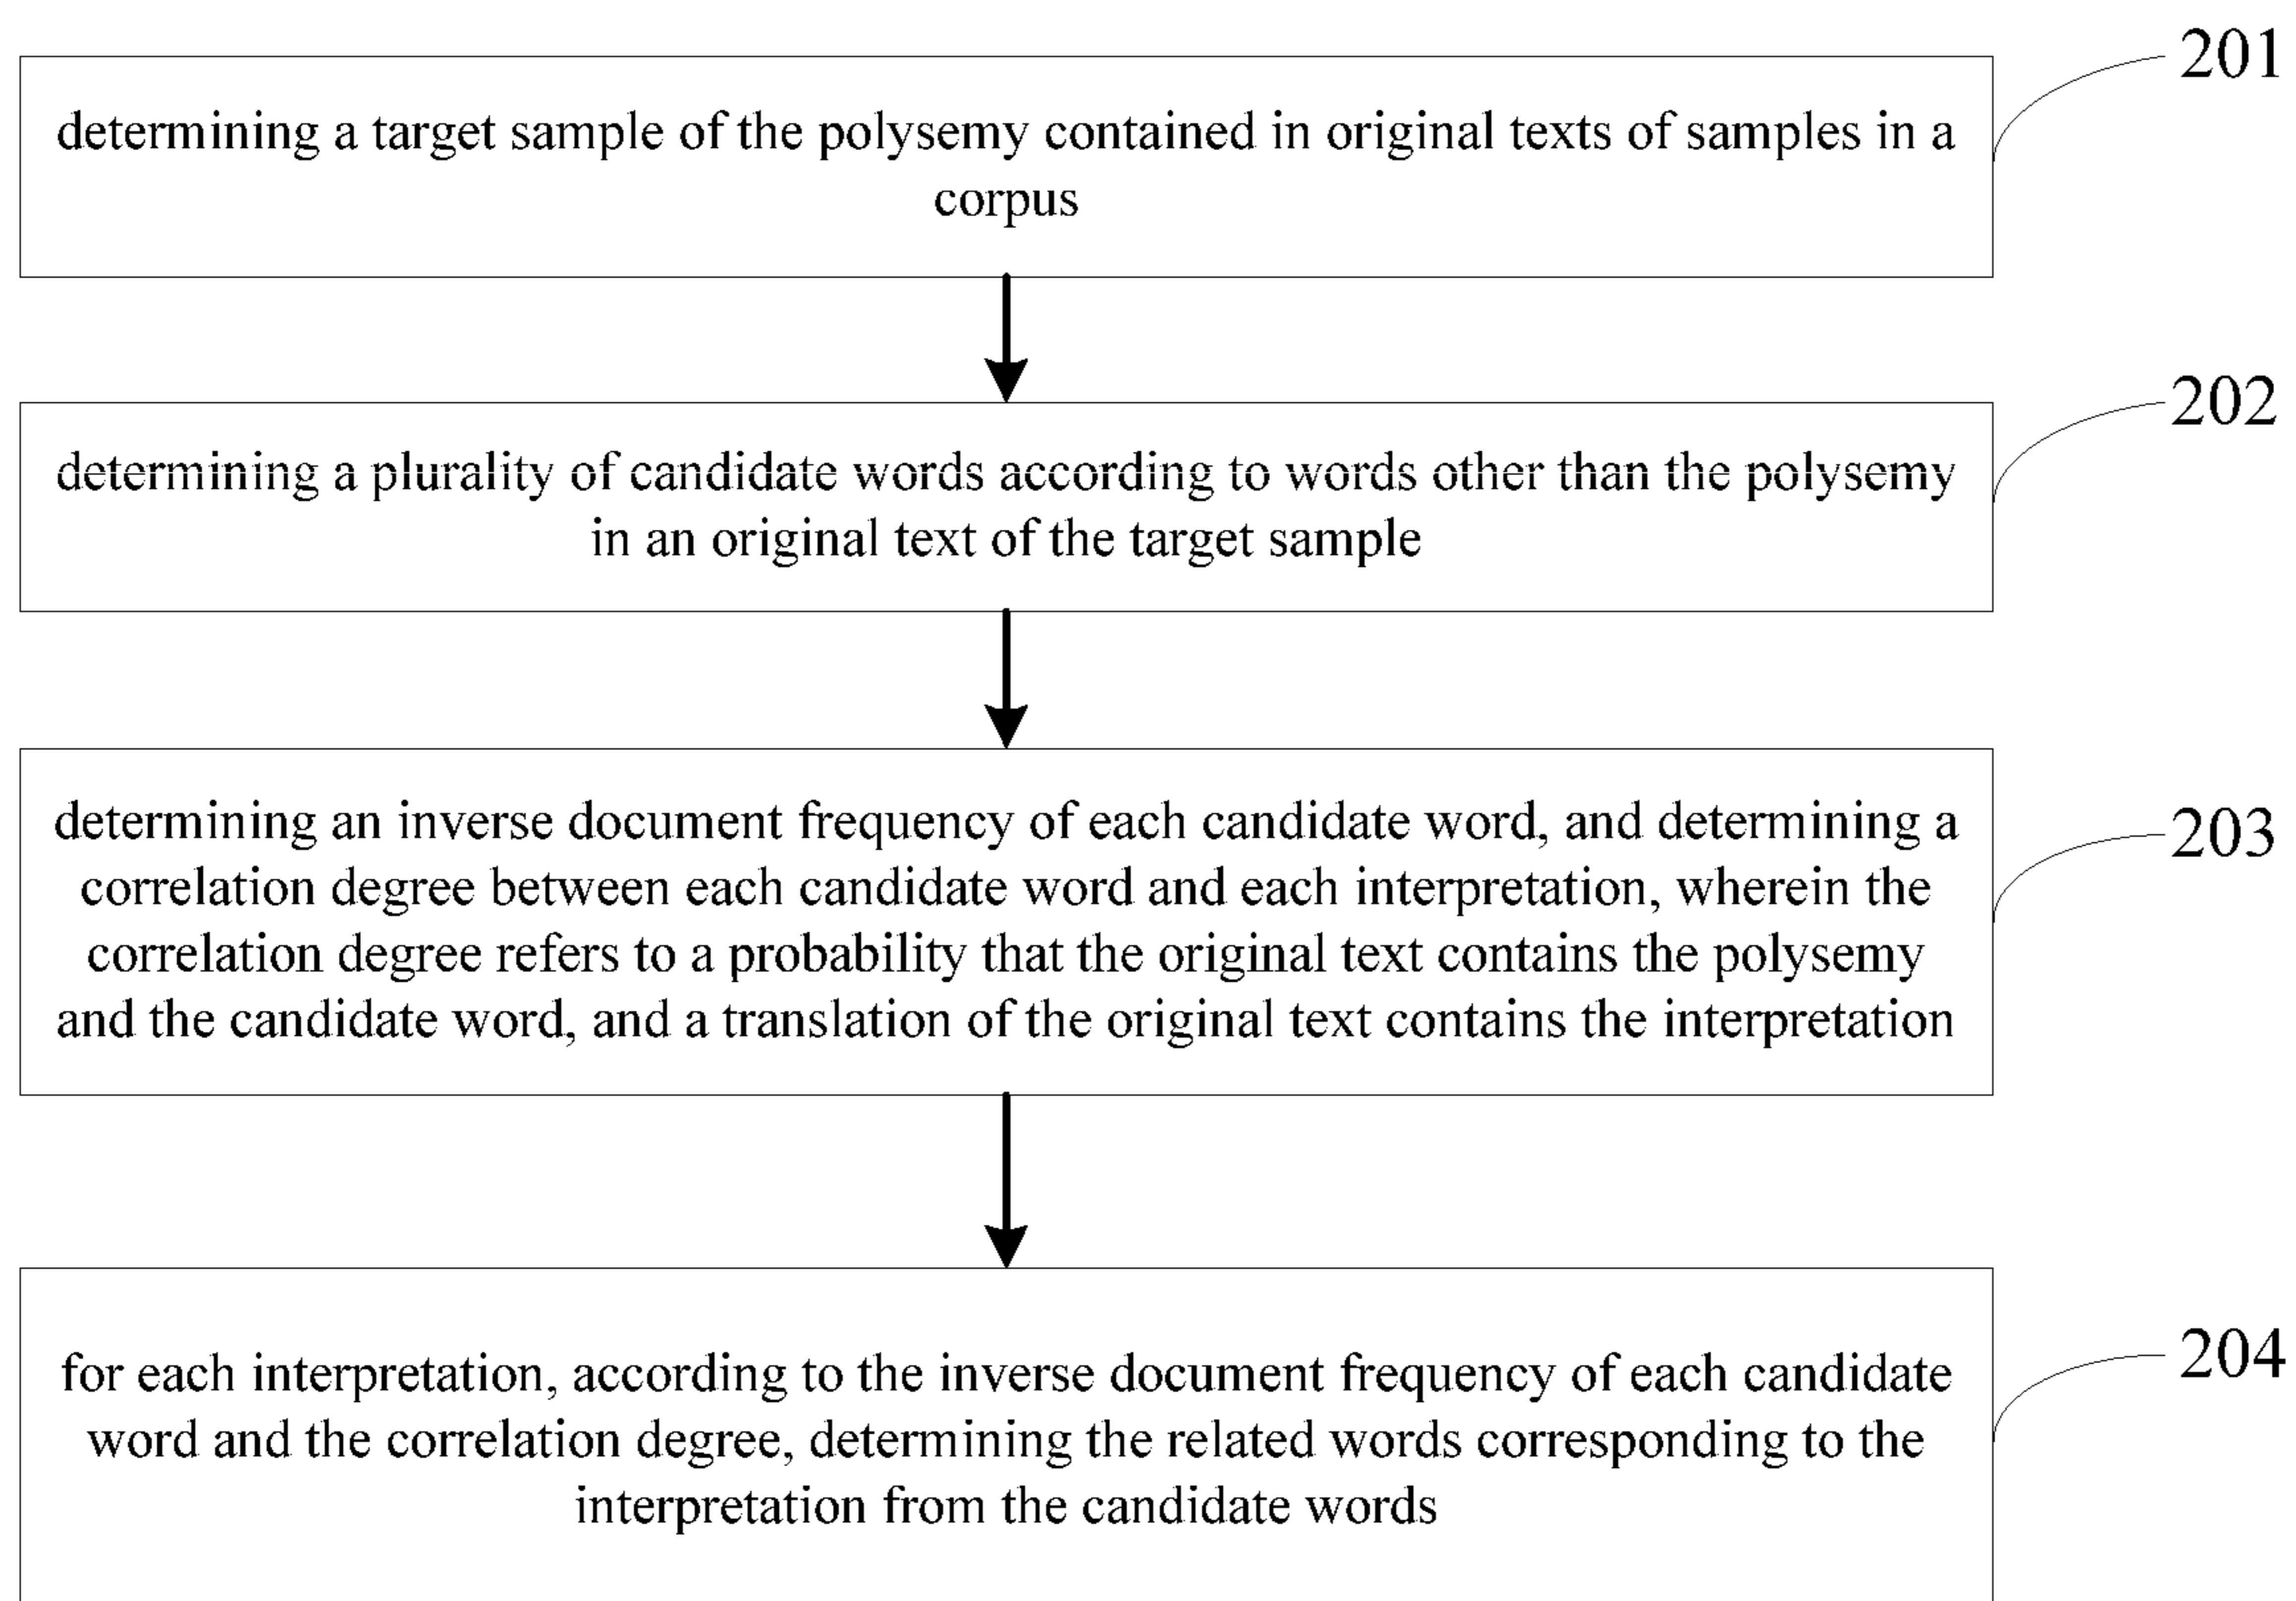 201
determining a target sample of the polysemy contained in original texts of samples in a
corpus
202
determining a plurality of candidate words according to words other than the polysemy
in an original text of the target sample
203
determining an inverse document frequency of each candidate word, and determining a
correlation degree between each candidate word and each interpretation, wherein the
correlation degree refers to a probability that the original text contains the polysemy
and the candidate word, and a translation of the original text contains the interpretation
204
for each interpretation, according to the inverse document frequency of each candidate
word and the correlation degree, determining the related words corresponding to the
interpretation from the candidate words